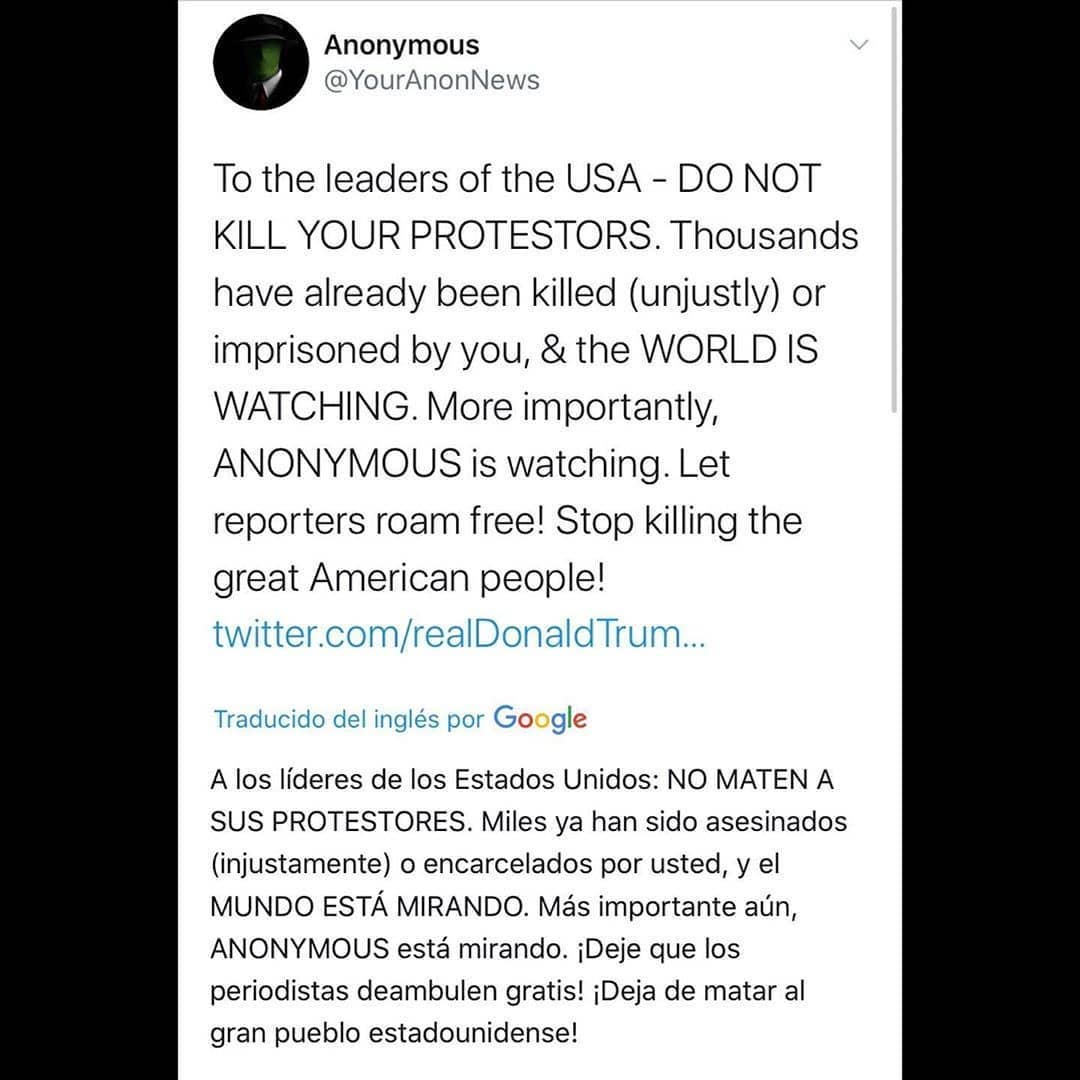 Anonymous
@YourAnonNews
To the leaders of the USA - DO NOT
KILL YOUR PROTESTORS. Thousands
have already been killed (unjustly) or
imprisoned by you, & the WORLD IS
WATCHING. More importantly,
ANONYMOUS is watching. Let
reporters roam free! Stop killing the
great American people!
twitter.com/realDonaldTrum...
Traducido del inglés por Google
A los líderes de los Estados Unidos: NO MATEN A
SUS PROTESTORES. Miles ya han sido asesinados
(injustamente) o encarcelados por usted, y el
MUNDO ESTÁ MIRANDO. Más importante aún,
ANONYMOUS está mirando. ¡Deje que los
periodistas deambulen gratis! ¡Deja de matar al
gran pueblo estadounidense!